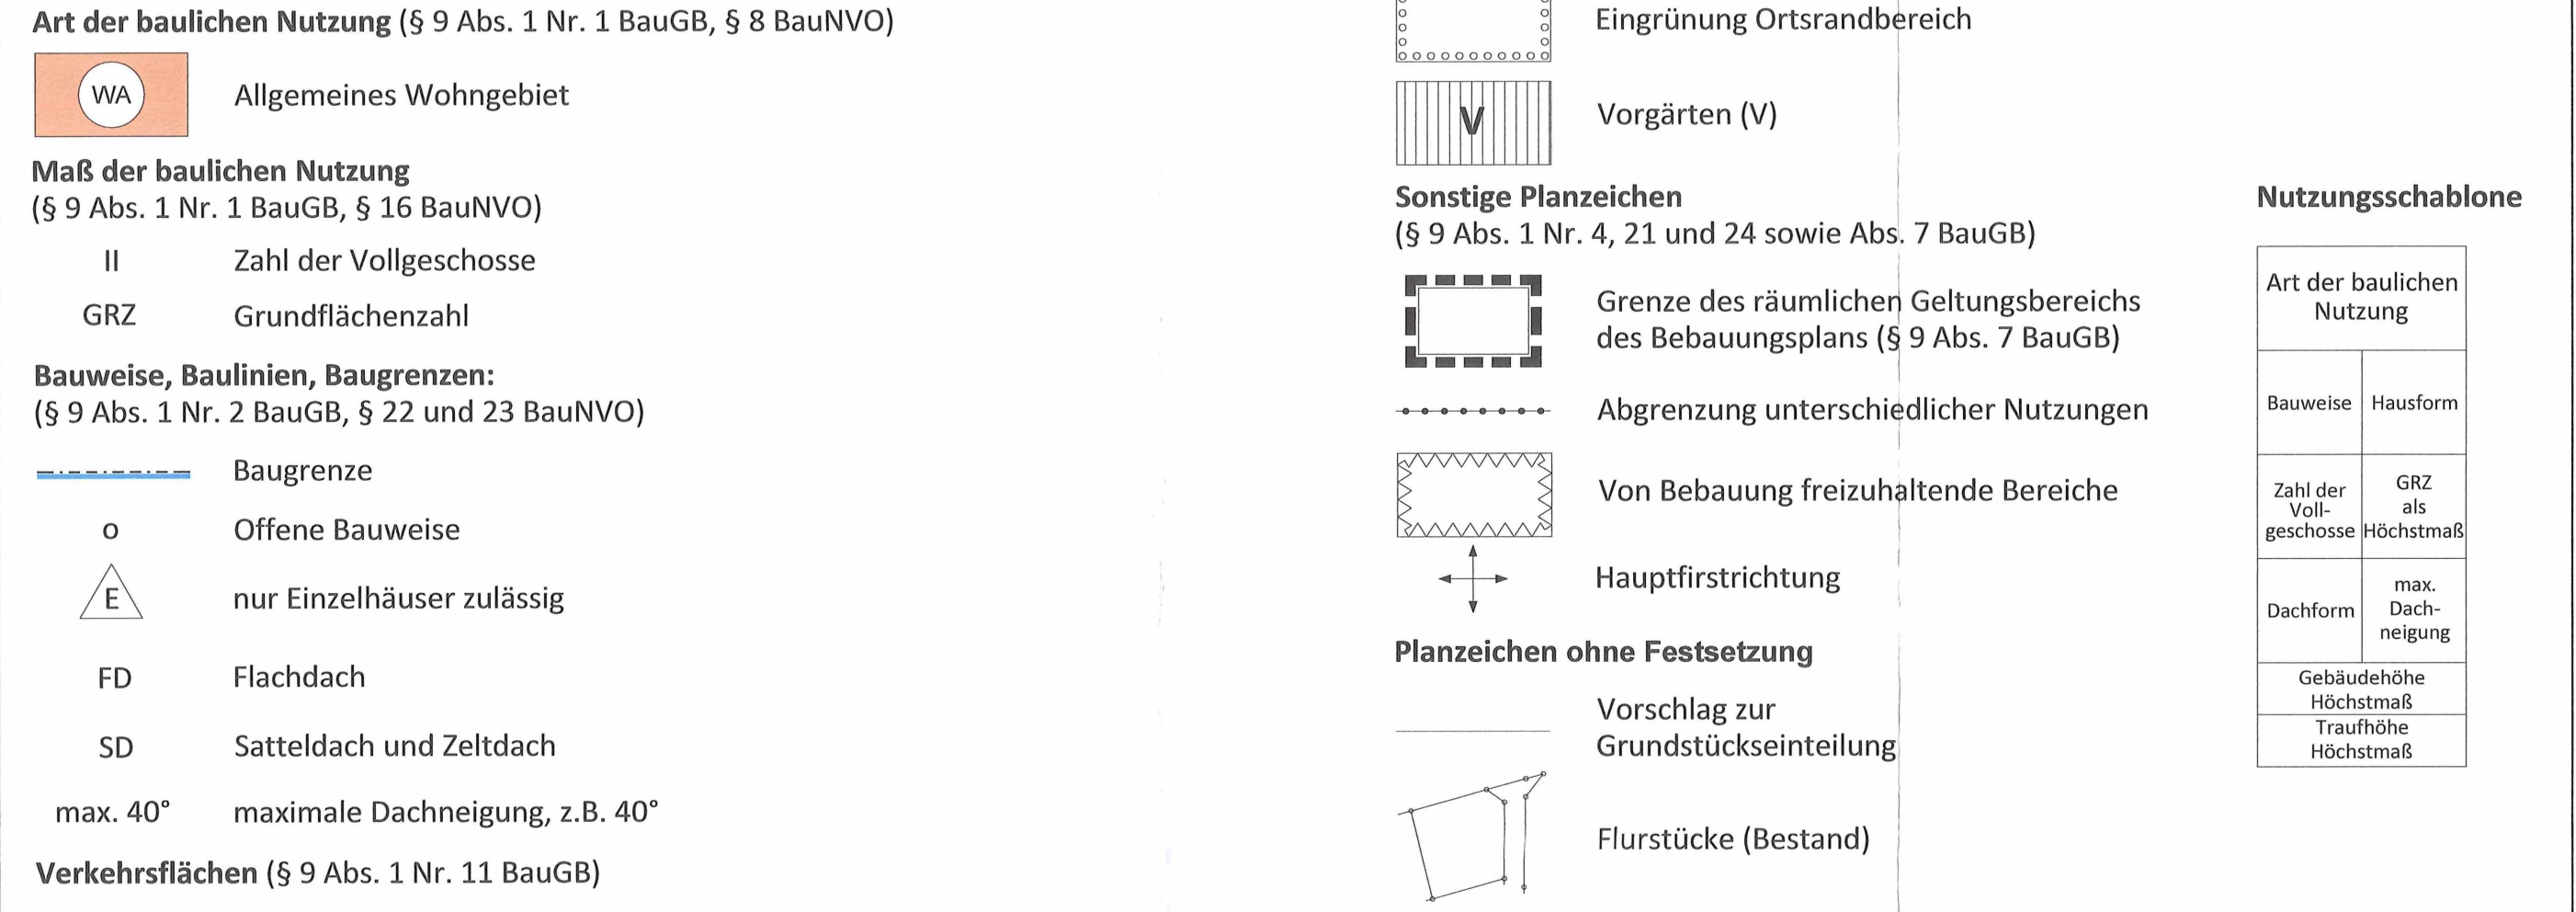 Art der baulichen Nutzung (§ 9 Abs. 1 Nr. 1 BauGB, § 8 BauNVO)
WA Allgemeines Wohngebiet
Maß der baulichen Nutzung
(§ 9 Abs. 1 Nr. 1 BauGB, § 16 BauNVO)
II Zahl der Vollgeschosse
GRZ Grundflächenzahl
Bauweise, Baulinien, Baugrenzen:
(§ 9 Abs. 1 Nr. 2 BauGB, § 22 und 23 BauNVO)
Baugrenze
o Offene Bauweise
E nur Einzelhäuser zulässig
FD Flachdach
SD Satteldach und Zeltdach
max. 40° maximale Dachneigung, z.B. 40°
Verkehrsflächen (§ 9 Abs. 1 Nr. 11 BauGB)
Eingrünung Ortsrandbereich
V Vorgärten (V)
Sonstige Planzeichen
(§ 9 Abs. 1 Nr. 4, 21 und 24 sowie Abs. 7 BauGB)
Grenze des räumlichen Geltungsbereichs
des Bebauungsplans (§ 9 Abs. 7 BauGB)
Abgrenzung unterschiedlicher Nutzungen
Von Bebauung freizuhaltende Bereiche
Hauptfirstrichtung
Planzeichen ohne Festsetzung
Vorschlag zur
Grundstückseinteilung
Flurstücke (Bestand)
Nutzungsschablone
Art der baulichen
Nutzung
Bauweise Hausform
Zahl der
Voll-
geschosse
GRZ
als
Höchstmaß
Dachform
max.
Dach-
neigung
Gebäudehöhe
Höchstmaß
Traufhöhe
Höchstmaß